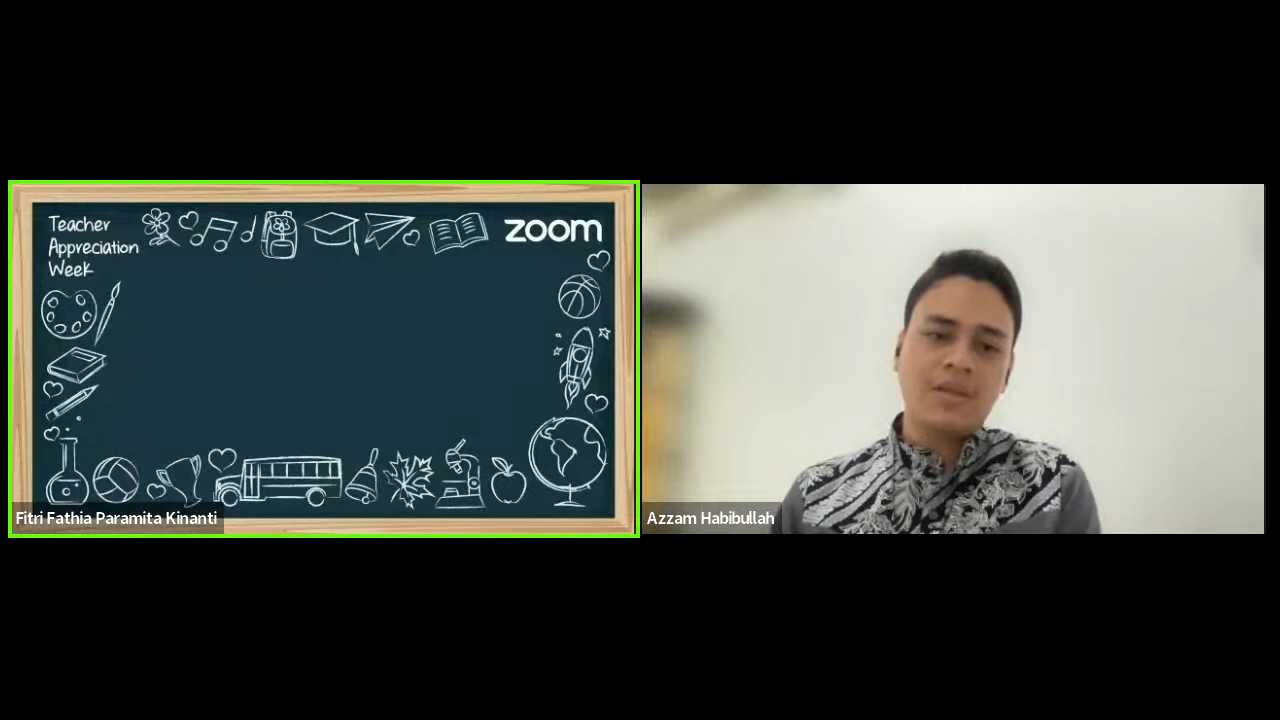 Teacher
Appreciation
Week
zoom
Fitri Fathia Paramita Kinanti
Azzam Habibullah